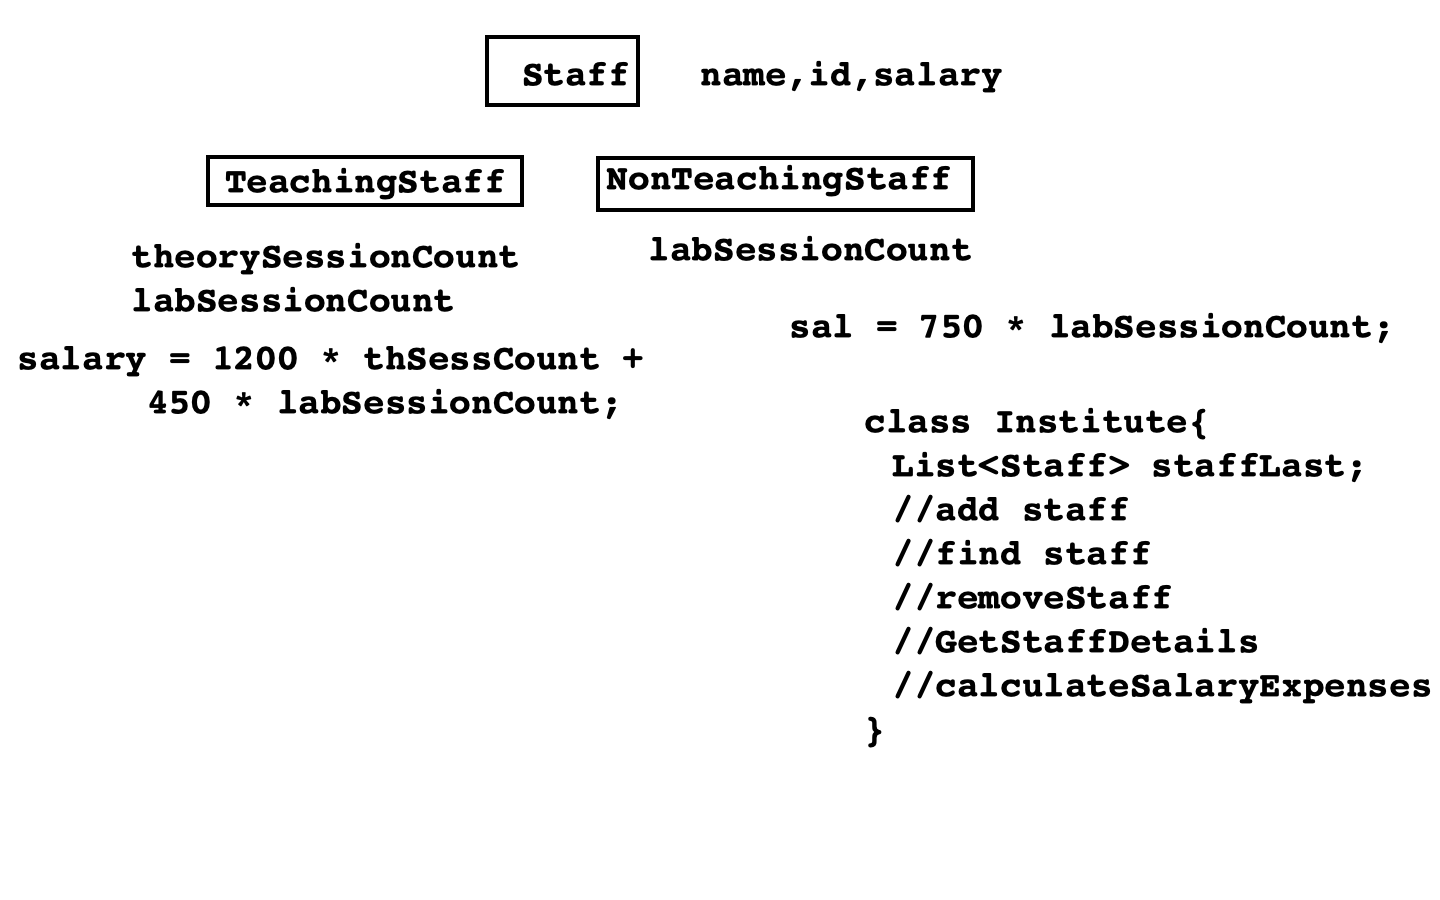 Staff
name,id,salary
TeachingStaff
NonTeachingStaff
theorySessionCount
labSessionCount
salary = 1200 * thSessCount +
450 * labSessionCount;
labSessionCount
sal = 750 * labSessionCount;
class Institute{
List<Staff> staffLast;
//add staff
//find staff
//removeStaff
//GetStaffDetails
//calculateSalaryExpenses
}